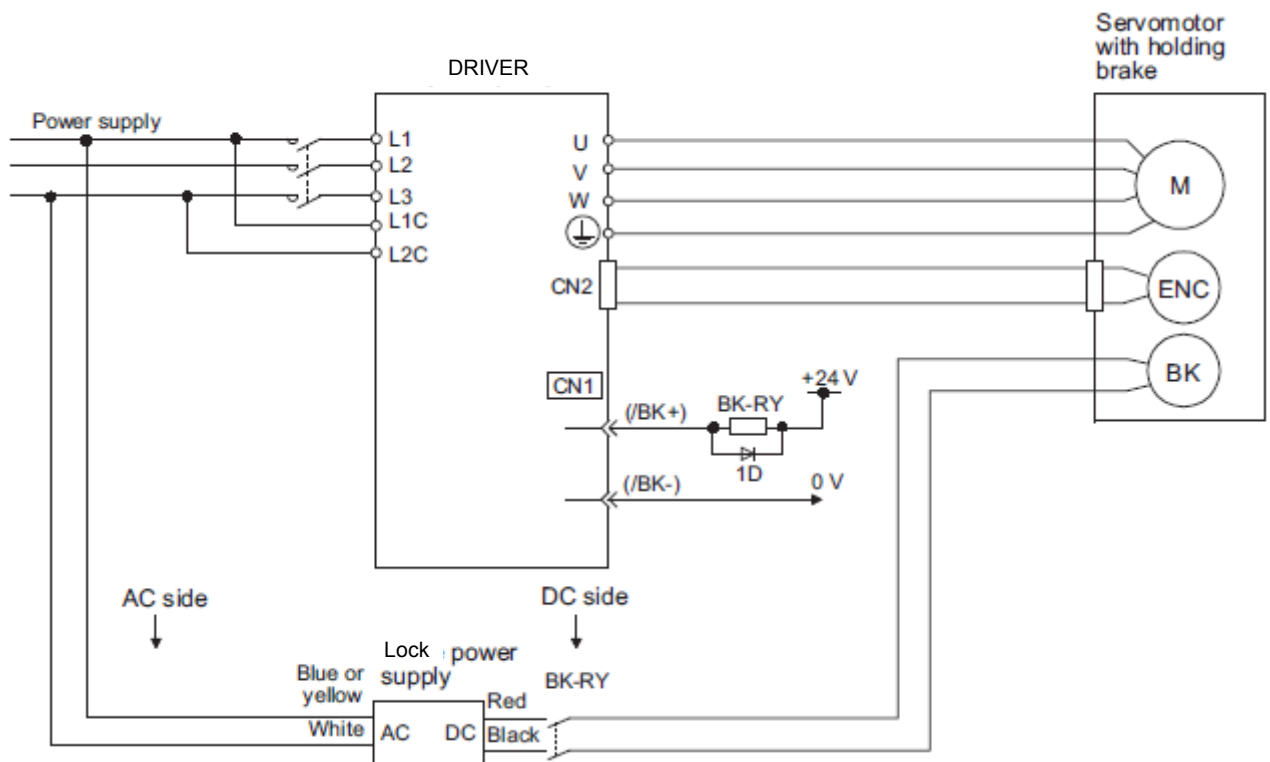 Servomotor
with holding
brake
DRIVER
Power supply
L1
L2
L3
L1C
L2C
U
V
W
M
CN2
ENC
CN1
BK
+24 V
(/BK+)
BK-RY
1D
(/BK-)
0 V
AC side
DC side
Lock power
supply
Blue or
yellow
White
AC
DC
Red
Black
BK-RY